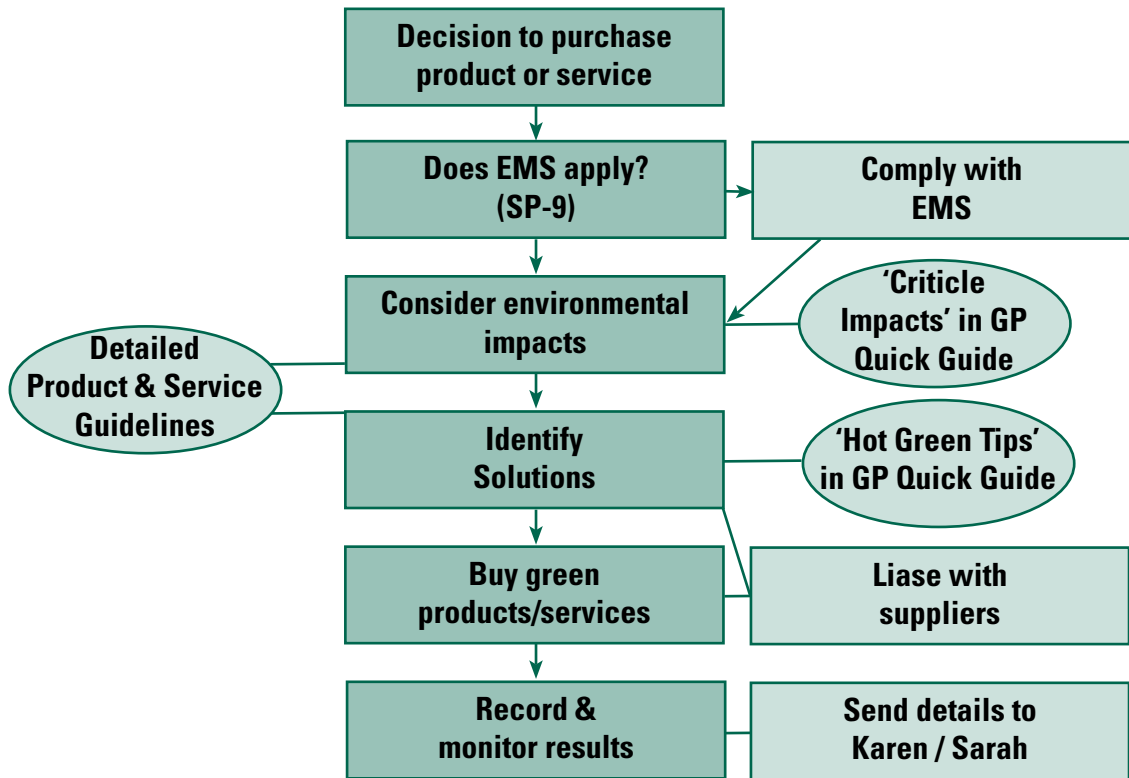 Decision to purchase
product or service
Does EMS apply?
(SP-9)
Comply with
EMS
Consider environmental
impacts
‘Criticle
Impacts’ in GP
Quick Guide
Detailed
Product & Service
Guidelines
Identify
Solutions
‘Hot Green Tips’
in GP Quick Guide
Buy green
products/services
Liase with
suppliers
Record &
monitor results
Send details to
Karen / Sarah